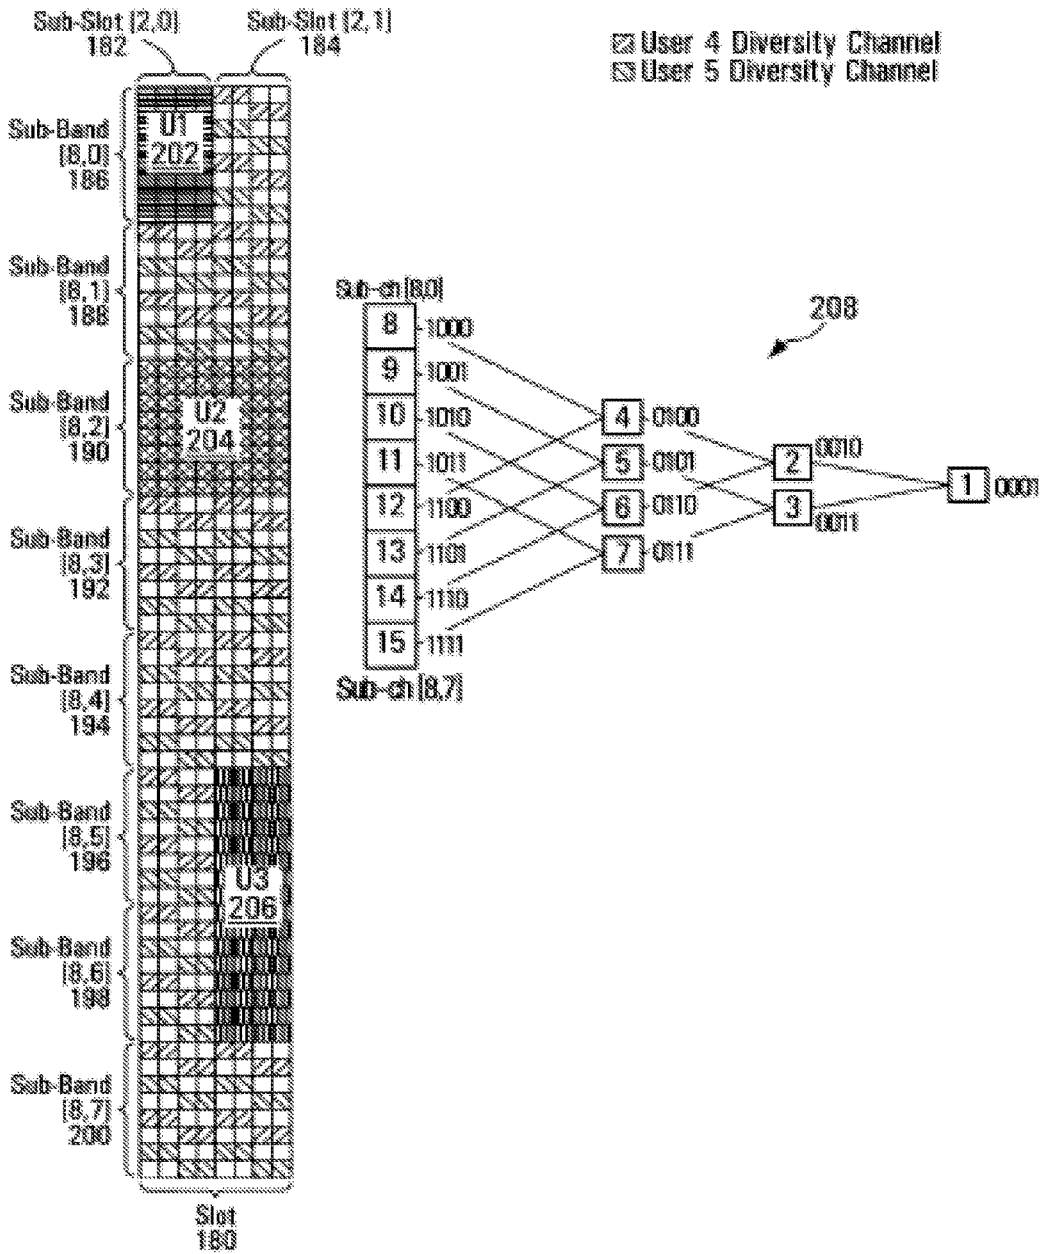 Sub-Slot [2,0]
182
Sub-Slot [2,1]
184
User 4 Diversity Channel
User 5 Diversity Channel
Sub-Band
[8,0]
186
U1
202
Sub-Band
[8,1]
188
Sub-Band
[8,2]
190
U2
204
Sub-Band
[8,3]
192
Sub-Band
[8,4]
194
Sub-Band
[8,5]
196
U3
206
Sub-Band
[8,6]
198
Sub-Band
[8,7]
200
Slot
180
Sub-ch [8,0]
8 1000
9 1001
10 1010
11 1011
12 1100
13 1101
14 1110
15 1111
Sub-ch [8,7]
4 0100
5 0101
6 0110
7 0111
2 0010
3 0011
1 0001
208